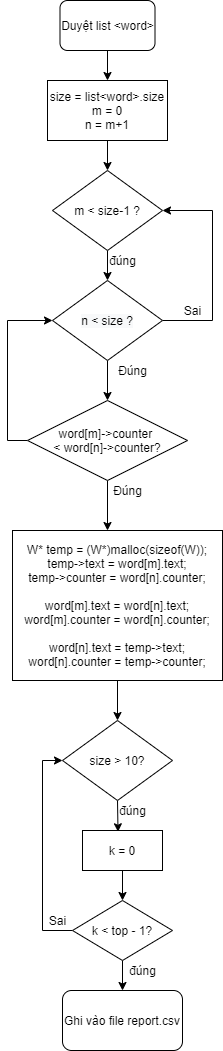 Duyệt list <word>
size = list<word>.size
m = 0
n = m+1
m < size-1 ?
đúng
n < size ?
Sai
Đúng
word[m]->counter
< word[n]->counter?
Đúng
W* temp = (W*)malloc(sizeof(W));
temp->text = word[m].text;
temp->counter = word[n].counter;
word[m].text = word[n].text;
word[m].counter = word[n].counter;
word[n].text = temp->text;
word[n].counter = temp->counter;
size > 10?
đúng
k = 0
Sai
k < top - 1?
đúng
Ghi vào file report.csv